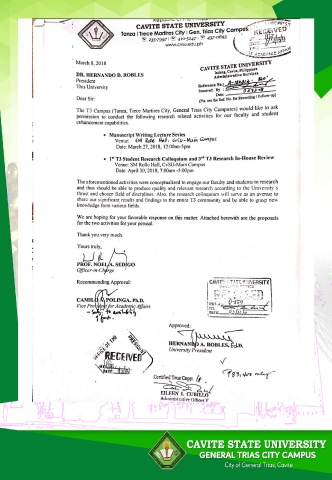 CAVITE STATE UNIVERSITY
Tanza | Trece Martires City | Gen. Trias City Campus
www.cvsu.edu.ph
RECEIVED
March 8, 2018
CAVITE STATE UNIVERSITY
Indang, Cavite, Philippines
Administrative Services
Reference No.:
Received By:
Date:
DR. HERNANDO D. ROBLES
President
This University
Dear Sir:
The T3 Campus (Tanza, Trece Martires City, General Trias City Campuses) would like to ask
permission to conduct the following research related activities for our faculty and student
enhancement capabilities.
• Manuscript Writing Lecture Series
Venue: SM Rolle Hall, CvSU-Main Campus
Date: March 27, 2018, 12:00nn-5pm
• 1st T3 Student Research Colloquium and 3rd T3 Research In-House Review
Venue: SM Rolle Hall, CvSU-Main Campus
Date: April 30, 2018, 7:00am -5:00pm
The aforementioned activities were conceptualized to engage our faculty and students to research
and thus should be able to produce quality and relevant research according to the University's
thrust and chosen field of disciplines. Also, the research colloquium will serve as an avenue to
share our significant results and findings to the entire T3 community and be able to grasp new
knowledge from various fields.
We are hoping for your favorable response on this matter. Attached herewith are the proposals
for the two activities for your perusal.
Thank you very much.
Yours truly,
PROF. NOEL A. SEDIGO
Officer-in Charge
Recommending Approval:
CAVITE STATE UNIVERSITY
CAMILO A. POLINGA, Ph.D.
Vice President for Academic Affairs
Approved:
HERNANDO A. ROBLES, Ed.D.
University President
OFFICE OF THE PRESIDENT
RECEIVED
Certified True Copy:
EILEEN L. CUBILLO
Administrative Officer V
CAVITE STATE UNIVERSITY
GENERAL TRIAS CITY CAMPUS
City of General Trias, Cavite